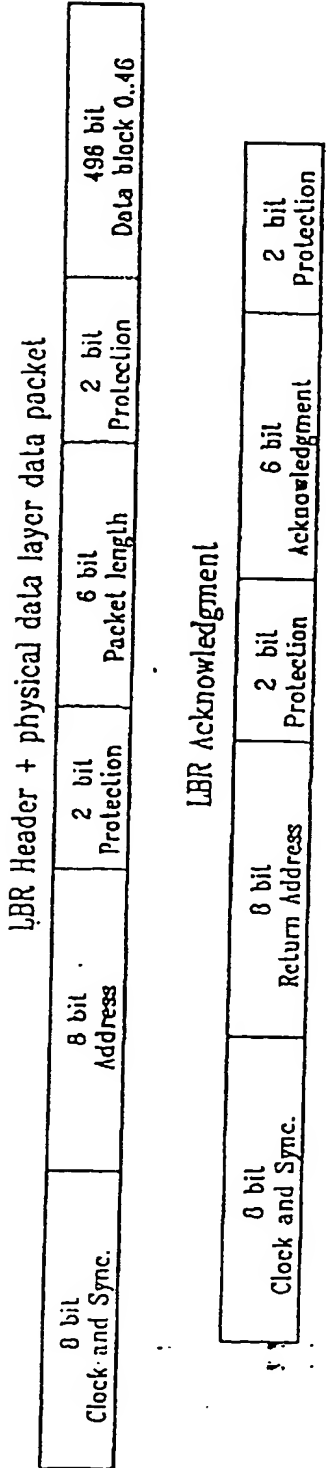 LBR Header + physical data layer data packet
8 bit
Clock and Sync.
8 bit
Address
2 bit
Protection
6 bit
Packet length
2 bit
Protection
496 bit
Data block 0..46
LBR Acknowledgment
8 bit
Clock and Sync.
8 bit
Return Address
2 bit
Protection
6 bit
Acknowledgment
2 bit
Protection